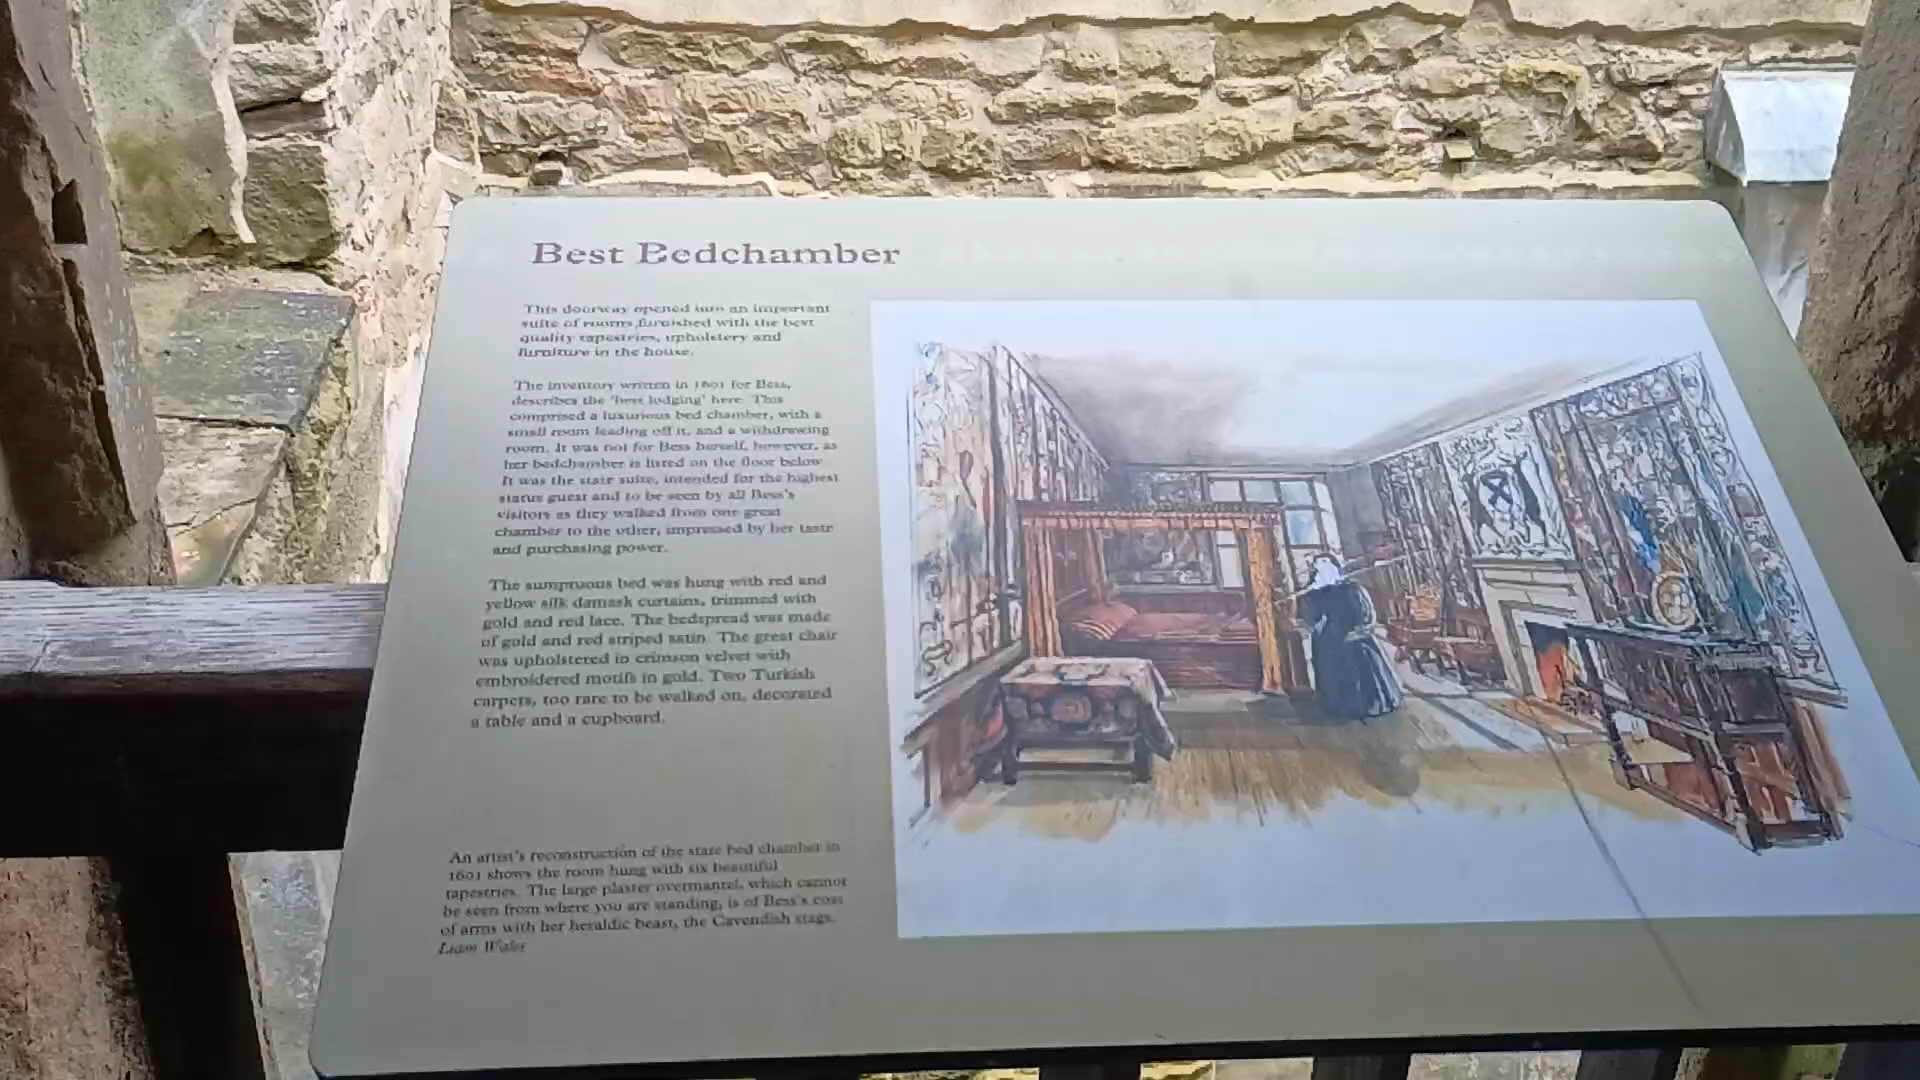 Best Bedchamber
This doorway opened into an important
suite of rooms furnished with the best
quality tapestries, upholstery and
furniture in the house.
The inventory written in 1601 for Bess,
describes the 'best lodging' here. This
comprised a luxurious bed chamber, with a
small room leading off it, and a withdrawing
room. It was not for Bess herself, however, as
her bedchamber is listed on the floor below.
It was the state suite, intended for the highest
status guest and to be seen by all Bess's
visitors as they walked from one great
chamber to the other, impressed by her taste
and purchasing power.
The sumptuous bed was hung with red and
yellow silk damask curtains, trimmed with
gold and red lace. The bedspread was made
of gold and red striped satin. The great chair
was upholstered in crimson velvet with
embroidered motifs in gold. Two Turkish
carpets, too rare to be walked on, decorated
a table and a cupboard.
An artist's reconstruction of the state bed chamber in
1601 shows the room hung with six beautiful
tapestries. The large plaster overmantel, which cannot
be seen from where you are standing, is of Bess's coat
of arms with her heraldic beast, the Cavendish stags.
Liam Wales